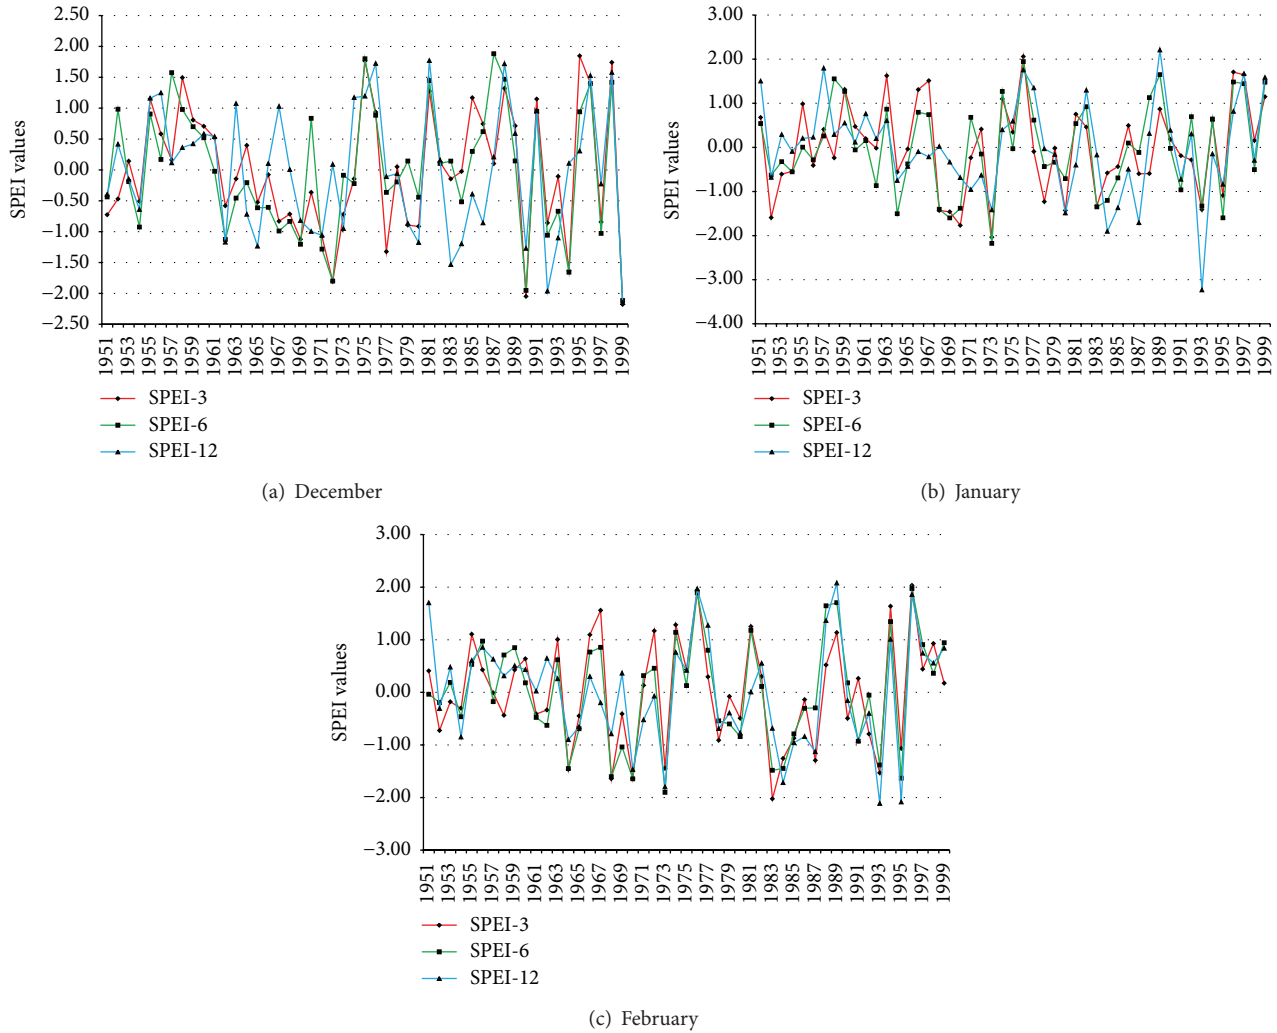 2.50
2.00
1.50
1.00
0.50
0.00
−0.50
−1.00
−1.50
−2.00
−2.50
SPEI values
1951 1953 1955 1957 1959 1961 1963 1965 1967 1969 1971 1973 1975 1977 1979 1981 1983 1985 1987 1989 1991 1993 1995 1997 1999
SPEI-3
SPEI-6
SPEI-12
(a) December
3.00
2.00
1.00
0.00
−1.00
−2.00
−3.00
−4.00
SPEI values
1951 1953 1955 1957 1959 1961 1963 1965 1967 1969 1971 1973 1975 1977 1979 1981 1983 1985 1987 1989 1991 1993 1995 1997 1999
SPEI-3
SPEI-6
SPEI-12
(b) January
3.00
2.00
1.00
0.00
−1.00
−2.00
−3.00
SPEI values
1951 1953 1955 1957 1959 1961 1963 1965 1967 1969 1971 1973 1975 1977 1979 1981 1983 1985 1987 1989 1991 1993 1995 1997 1999
SPEI-3
SPEI-6
SPEI-12
(c) February